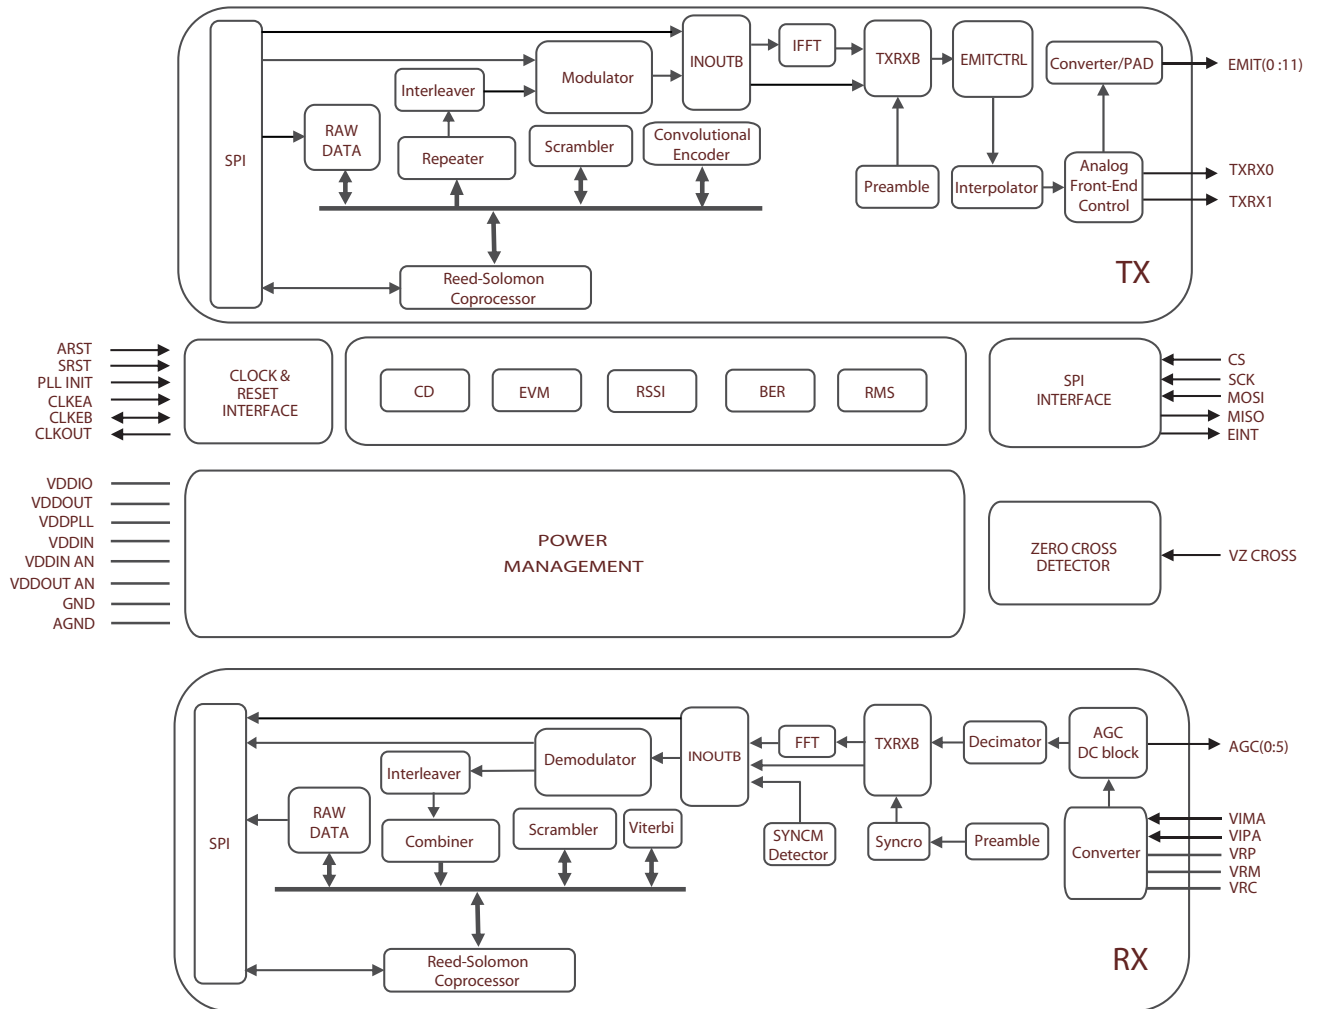 SPI
RAW
DATA
Interleaver
Repeater
Modulator
Scrambler
Convolutional
Encoder
INOUTB
IFFT
TXRXB
EMITCTRL
Converter/PAD
EMIT(0 :11)
Preamble
Interpolator
Analog
Front-End
Control
TXRX0
TXRX1
Reed-Solomon
Coprocessor
TX
ARST
SRST
PLL INIT
CLKEA
CLKEB
CLKOUT
CLOCK &
RESET
INTERFACE
CD
EVM
RSSI
BER
RMS
SPI
INTERFACE
CS
SCK
MOSI
MISO
EINT
VDDIO
VDDOUT
VDDPLL
VDDIN
VDDIN AN
VDDOUT AN
GND
AGND
POWER
MANAGEMENT
ZERO CROSS
DETECTOR
VZ CROSS
SPI
RAW
DATA
Interleaver
Combiner
Demodulator
Scrambler
Viterbi
INOUTB
FFT
SYNCM
Detector
TXRXB
Syncro
Decimator
Preamble
AGC
DC block
Converter
AGC(0:5)
VIMA
VIPA
VRP
VRM
VRC
Reed-Solomon
Coprocessor
RX